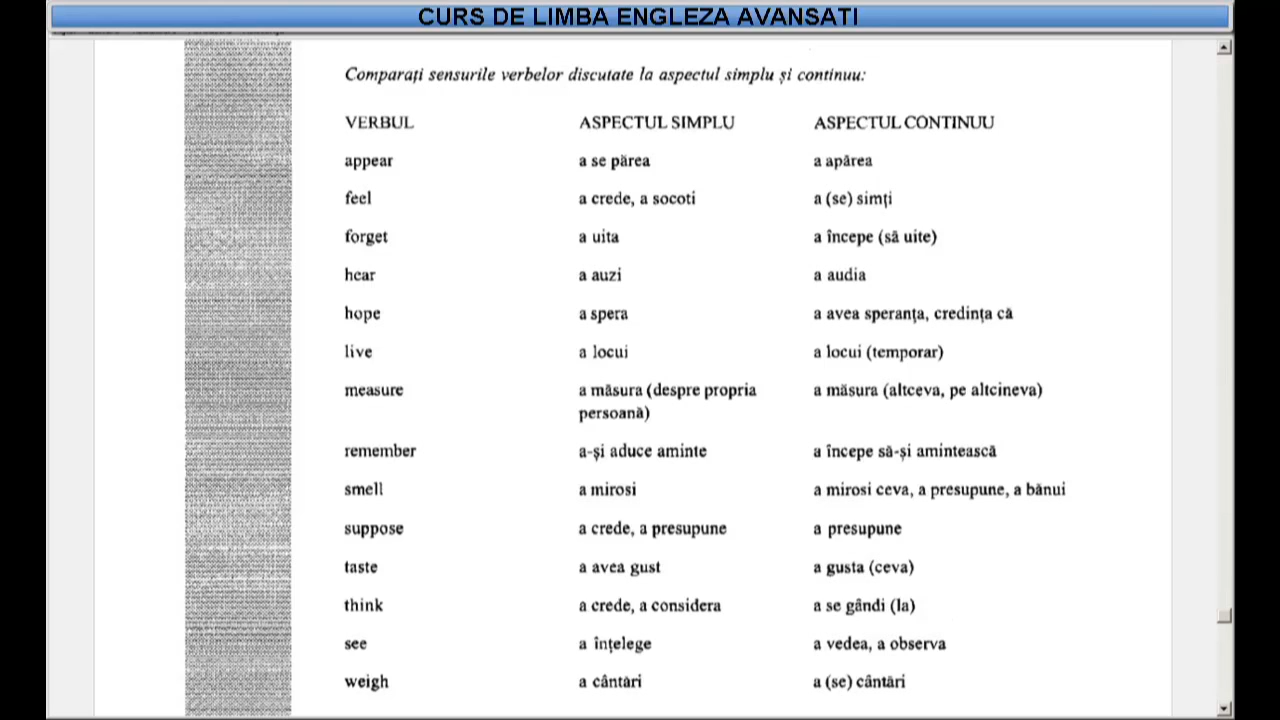 CURS DE LIMBA ENGLEZA AVANSATI
Comparați sensurile verbelor discutate la aspectul simplu și continuu:
VERBUL ASPECTUL SIMPLU ASPECTUL CONTINUU
appear a se părea a apărea
feel a crede, a socoti a (se) simți
forget a uita a începe (să uite)
hear a auzi a audia
hope a spera a avea speranța, credința că
live a locui a locui (temporar)
measure a măsura (despre propria a măsura (altceva, pe altcineva)
persoană)
remember a-și aduce aminte a începe să-și amintească
smell a mirosi a mirosi ceva, a presupune, a bănui
suppose a crede, a presupune a presupune
taste a avea gust a gusta (ceva)
think a crede, a considera a se gândi (la)
see a înțelege a vedea, a observa
weigh a cântări a (se) cântări